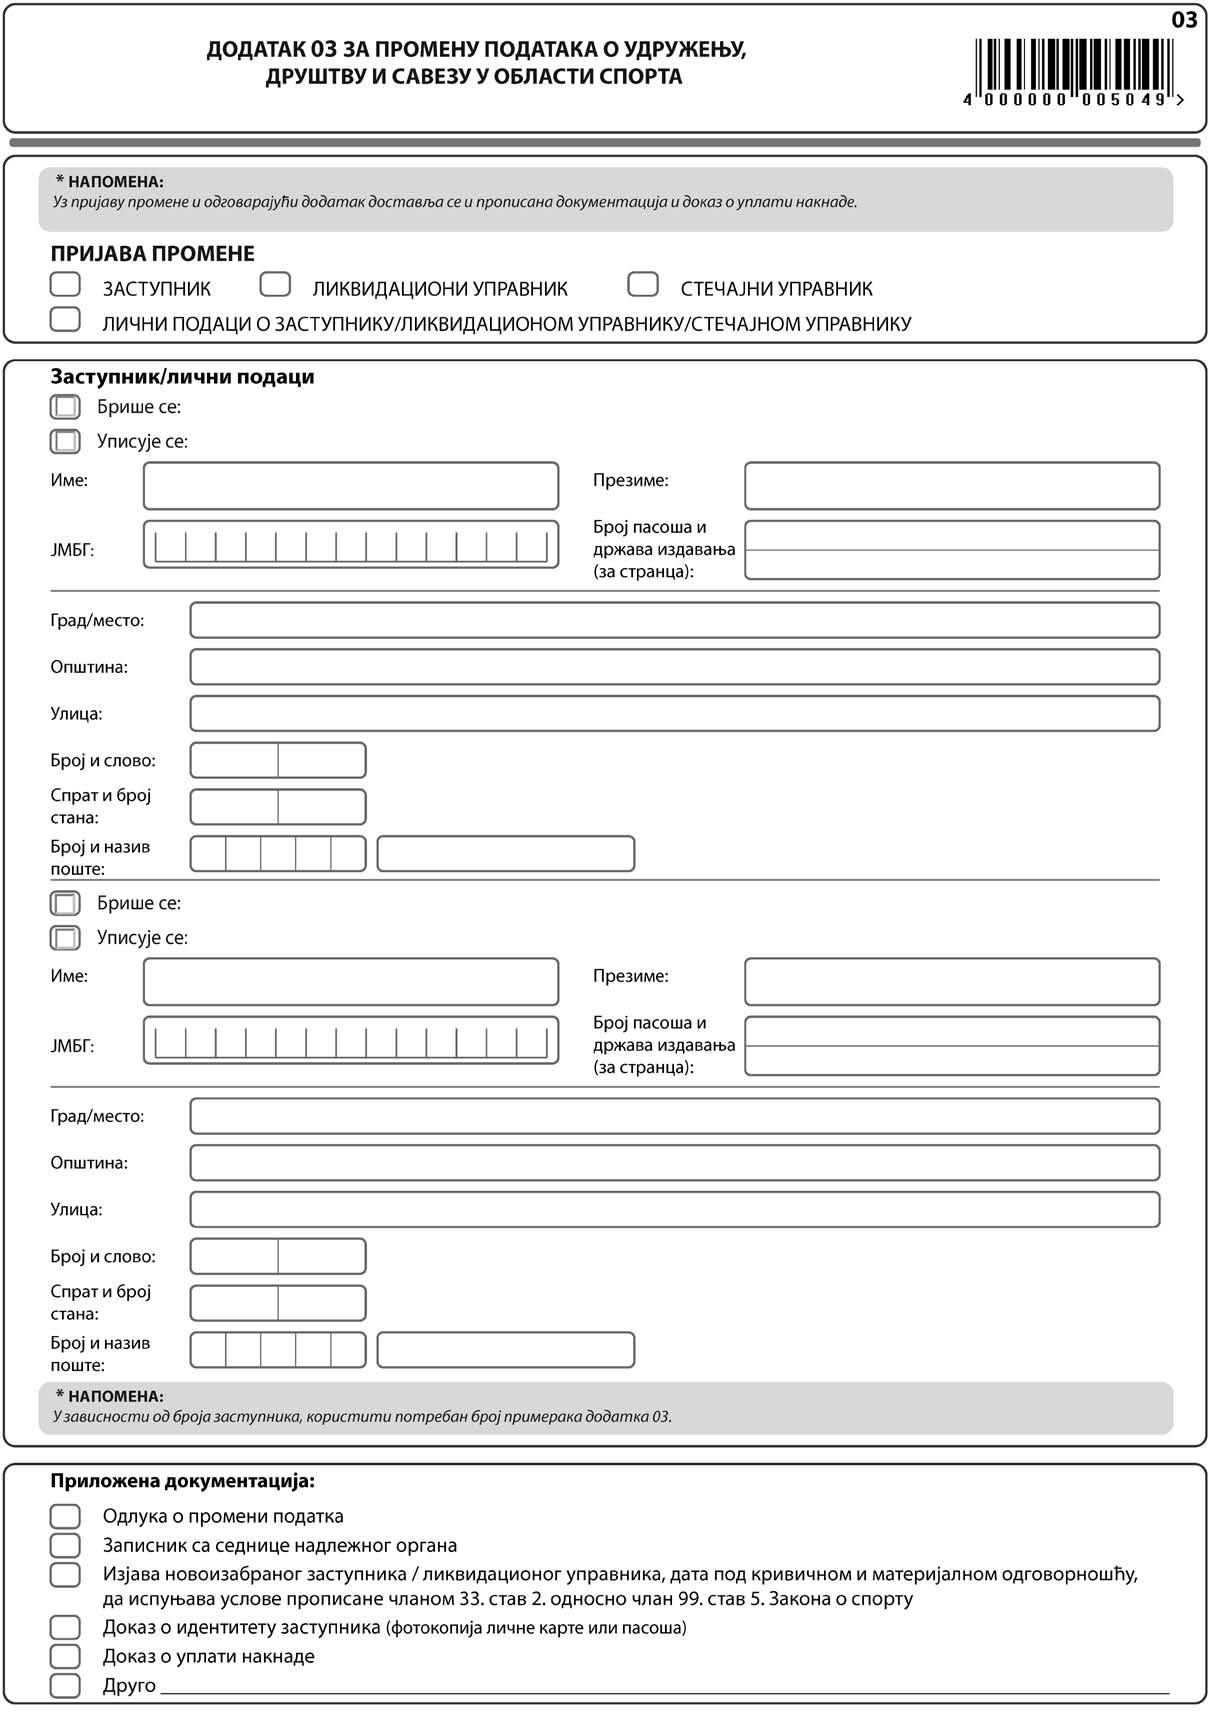 03
ДОДАТАК 03 ЗА ПРОМЕНУ ПОДАТАКА О УДРУЖЕЊУ,
ДРУШТВУ И САВЕЗУ У ОБЛАСТИ СПОРТА
4 000000 005049 >
* НАПОМЕНА:
Уз пријаву промене и одговарајући додатак доставља се и прописана документација и доказ о уплати накнаде.
ПРИЈАВА ПРОМЕНЕ
ЗАСТУПНИК ЛИКВИДАЦИОНИ УПРАВНИК СТЕЧАЈНИ УПРАВНИК
ЛИЧНИ ПОДАЦИ О ЗАСТУПНИКУ/ЛИКВИДАЦИОНОМ УПРАВНИКУ/СТЕЧАЈНОМ УПРАВНИКУ
Заступник/лични подаци
Брише се:
Уписује се:
Име:
Презиме:
ЈМБГ:
Број пасоша и
држава издавања
(за странца):
Град/место:
Општина:
Улица:
Број и слово:
Спрат и број
стана:
Број и назив
поште:
Брише се:
Уписује се:
Име:
Презиме:
ЈМБГ:
Број пасоша и
држава издавања
(за странца):
Град/место:
Општина:
Улица:
Број и слово:
Спрат и број
стана:
Број и назив
поште:
* НАПОМЕНА:
У зависности од броја заступника, користити потребан број примерака додатка 03.
Приложена документација:
Одлука о промени податка
Записник са седнице надлежног органа
Изјава новоизабраног заступника / ликвидационог управника, дата под кривичном и материјалном одговорношћу,
да испуњава услове прописане чланом 33. став 2. односно члан 99. став 5. Закона о спорту
Доказ о идентитету заступника (фотокопија личне карте или пасоша)
Доказ о уплати накнаде
Друго